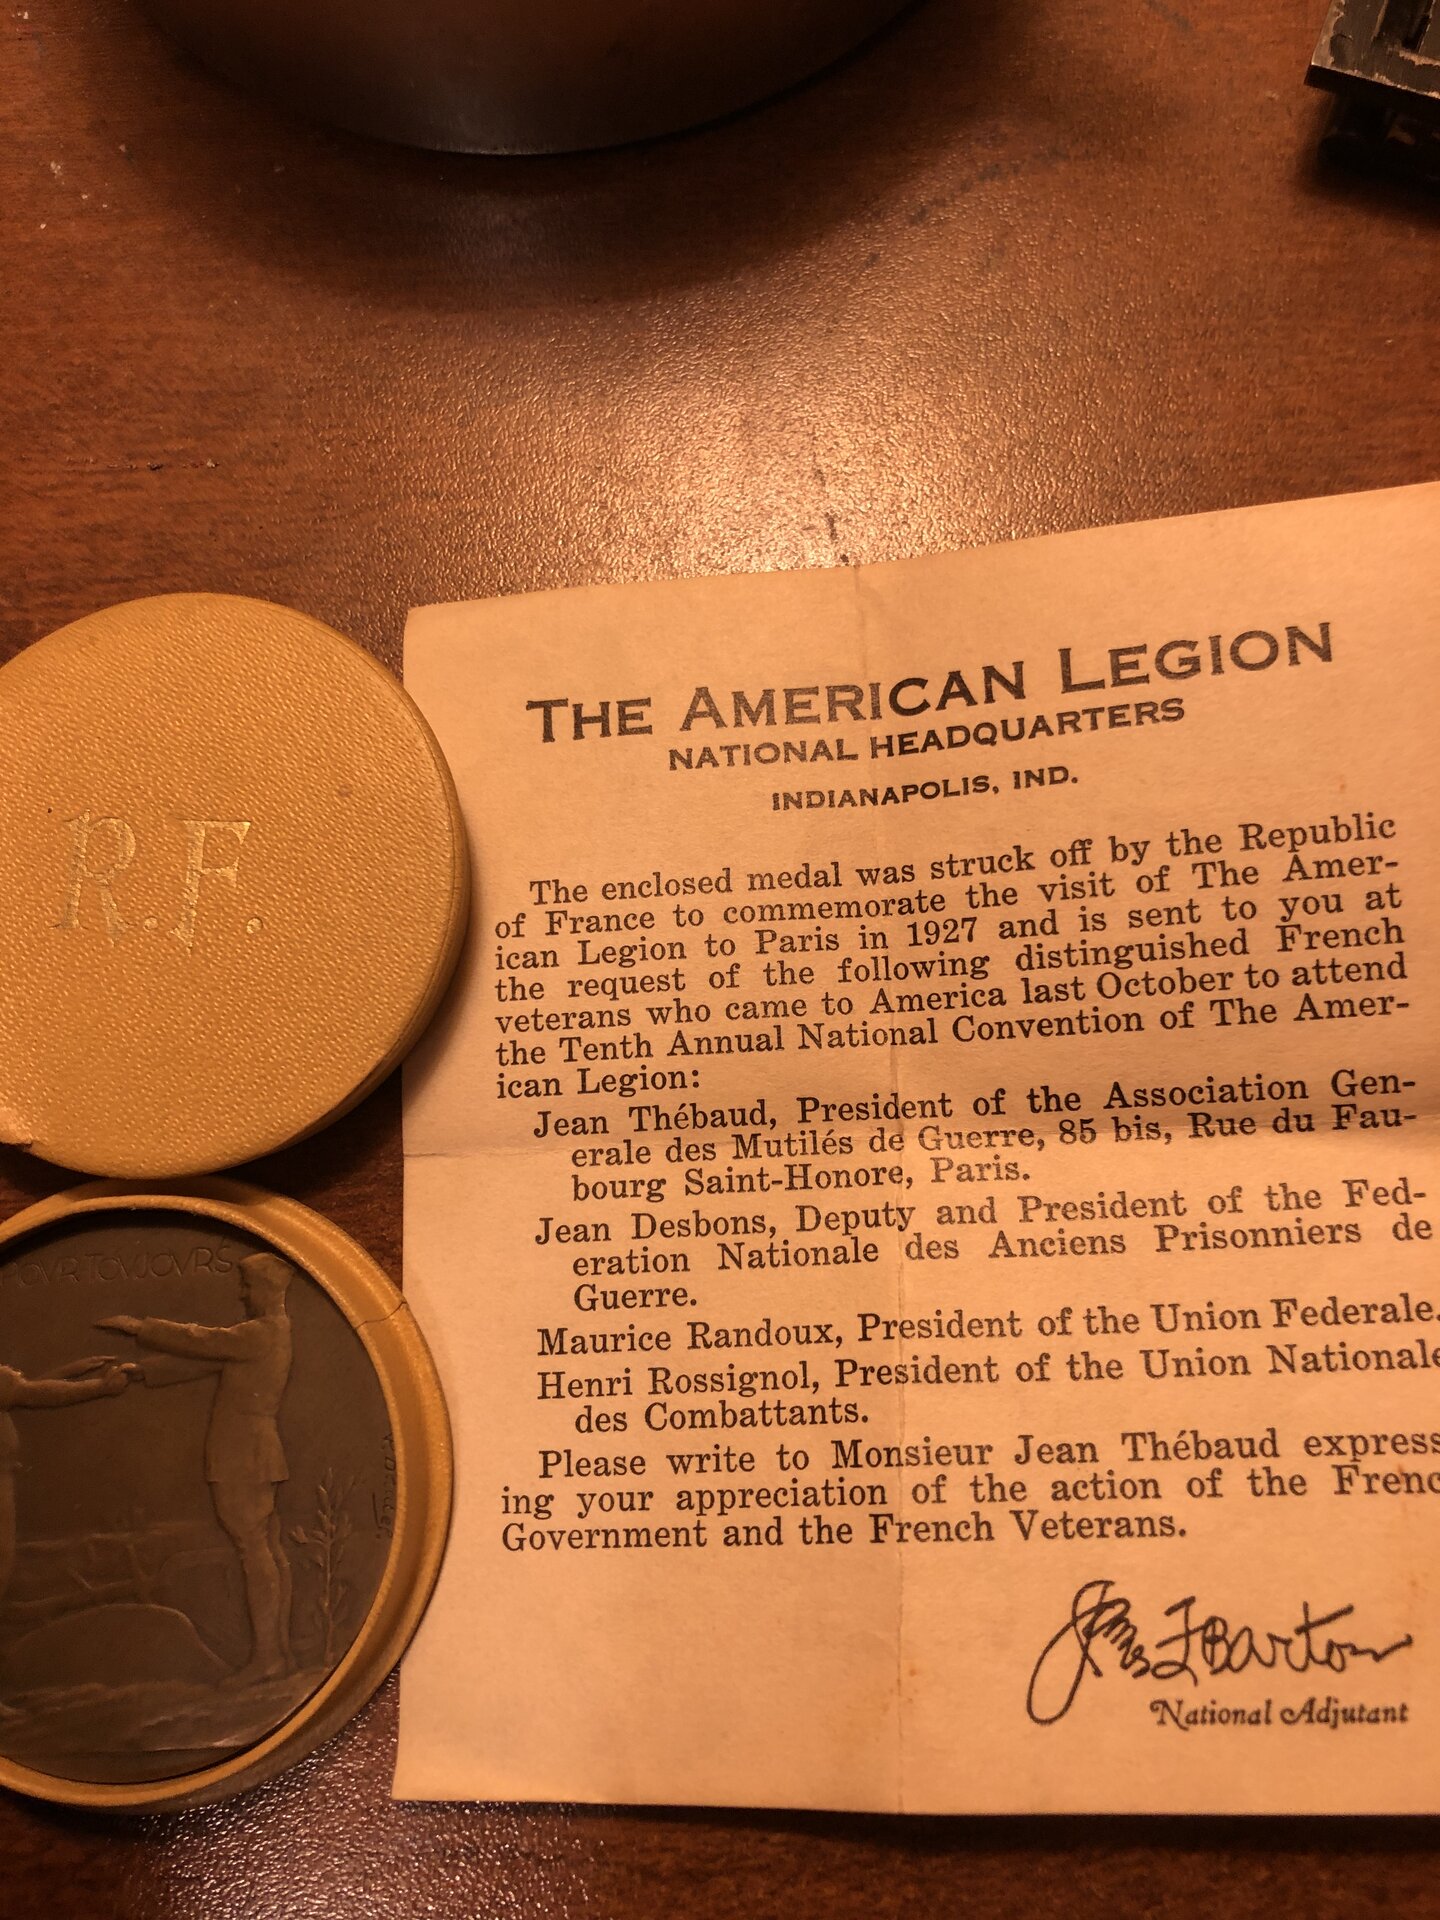 THE AMERICAN LEGION
NATIONAL HEADQUARTERS
INDIANAPOLIS, IND.
The enclosed medal was struck off by the Republic
of France to commemorate the visit of The Amer-
ican Legion to Paris in 1927 and is sent to you at
the request of the following distinguished French
veterans who came to America last October to attend
the Tenth Annual National Convention of The Amer-
ican Legion:
Jean Thébaud, President of the Association Gen-
erale des Mutilés de Guerre, 85 bis, Rue du Fau-
bourg Saint-Honore, Paris.
Jean Desbons, Deputy and President of the Fed-
eration Nationale des Anciens Prisonniers de
Guerre.
Maurice Randoux, President of the Union Federale.
Henri Rossignol, President of the Union Nationale
des Combattants.
Please write to Monsieur Jean Thébaud express
ing your appreciation of the action of the Frenc
Government and the French Veterans.
Jams F Barton
National Adjutant
R.F.
POVR TOVJOVRS